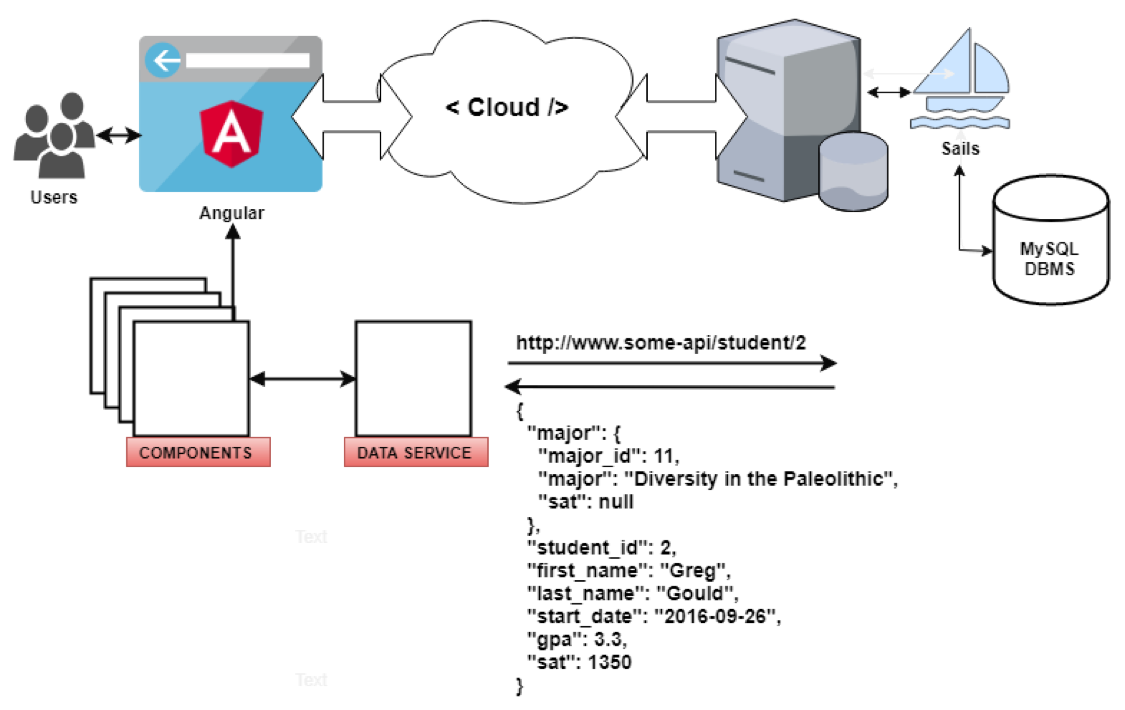 < Cloud />
Users
Angular
Sails
MySQL
DBMS
http://www.some-api/student/2
COMPONENTS
DATA SERVICE
{
"major": {
"major_id": 11,
"major": "Diversity in the Paleolithic",
"sat": null
},
"student_id": 2,
"first_name": "Greg",
"last_name": "Gould",
"start_date": "2016-09-26",
"gpa": 3.3,
"sat": 1350
}
Text
Text